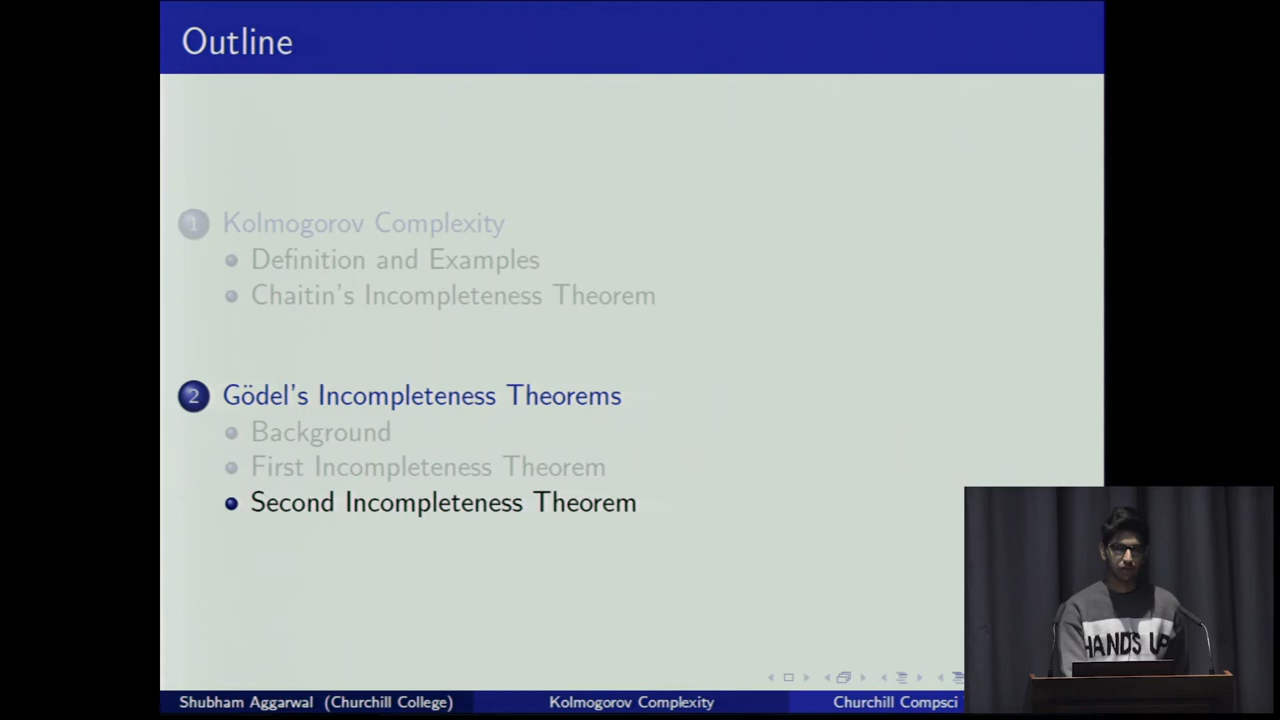 Outline
1 Kolmogorov Complexity
Definition and Examples
Chaitin's Incompleteness Theorem
2 Gödel's Incompleteness Theorems
Background
First Incompleteness Theorem
Second Incompleteness Theorem
HANDS UP
Shubham Aggarwal (Churchill College) Kolmogorov Complexity Churchill Compsci